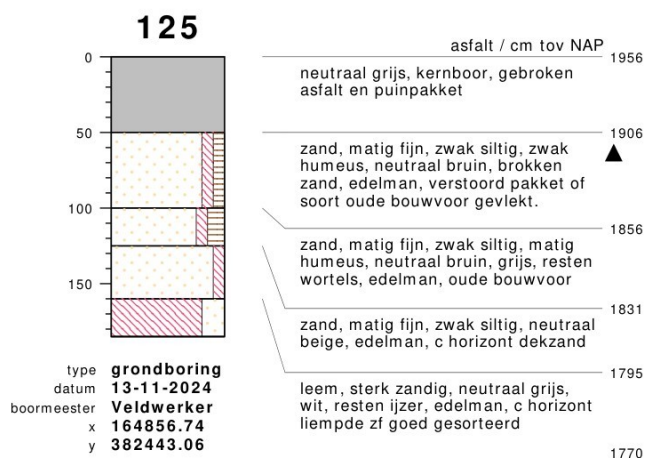 125
asfalt / cm tov NAP
0
1956
neutraal grijs, kernboor, gebroken
asfalt en puinpakket
50
1906
zand, matig fijn, zwak siltig, zwak
humeus, neutraal bruin, brokken
zand, edelman, verstoord pakket of
soort oude bouwvoor gevlekt.
100
1856
zand, matig fijn, zwak siltig, matig
humeus, neutraal bruin, grijs, resten
wortels, edelman, oude bouwvoor
150
1831
zand, matig fijn, zwak siltig, neutraal
beige, edelman, c horizont dekzand
1795
leem, sterk zandig, neutraal grijs,
wit, resten ijzer, edelman, c horizont
liempde zf goed gesorteerd
1770
type grondboring
datum 13-11-2024
boormeester Veldwerker
x 164856.74
y 382443.06